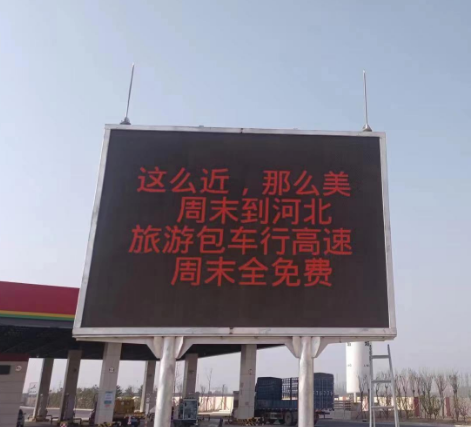 这么近，那么美
周末到河北
旅游包车行高速
周末全免费